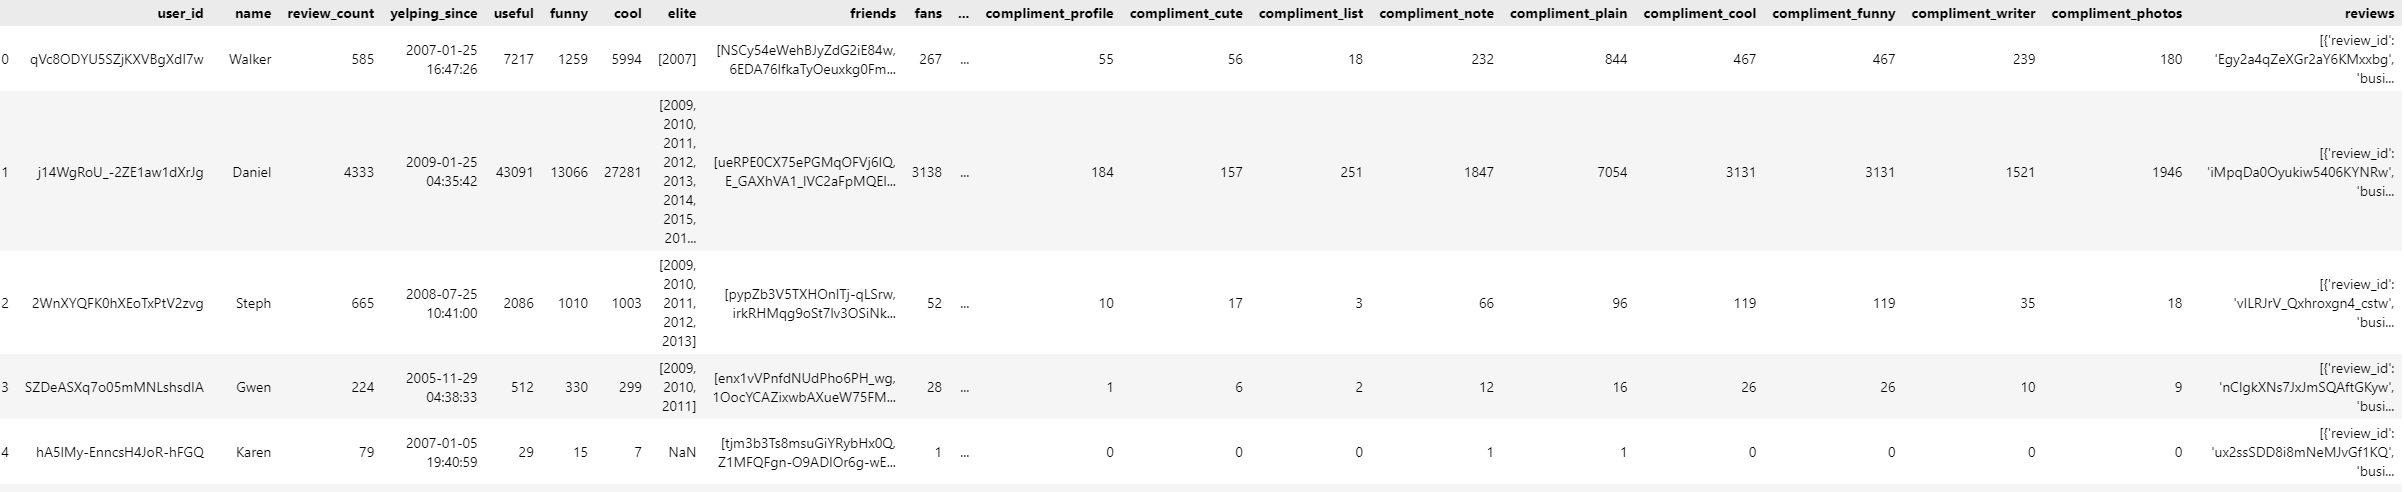 user_id name review_count yelping_since useful funny cool elite friends fans ... compliment_profile compliment_cute compliment_list compliment_note compliment_plain compliment_cool compliment_funny compliment_writer compliment_photos reviews
[NSCy54eWehBJyZdG2iE84w, [{'review_id':
0 qVc8ODYU5SZjKXVBgXdI7w Walker 585 2007-01-25 16:47:26 7217 1259 5994 [2007] 6EDA76IfkaTyOeuxkg0Fm... 267 ... 55 56 18 232 844 467 467 239 180 'Egy2a4qZeXGr2aY6KMxxbg',
'busi...
[2009,
2010,
2011,
2012,
2013,
2014,
2015,
201...
1 j14WgRoU_-2ZE1aw1dXrJg Daniel 4333 2009-01-25 04:35:42 43091 13066 27281 [ueRPE0CX75ePGMqOFVj6IQ, E_GAXhVA1_lVC2aFpMQEl... 3138 ... 184 157 251 1847 7054 3131 3131 1521 1946 [{'review_id': 'iMpqDa0Oyukiw5406KYNRw',
'busi...
[2009,
2010,
2011,
2012,
2013]
2 2WnXYQFK0hXEoTxPtV2zvg Steph 665 2008-07-25 10:41:00 2086 1010 1003 [pypZb3V5TXHOnITj-qLSrw, irkRHMqg9oSt7lv3OSiNk... 52 ... 10 17 3 66 96 119 119 35 18 [{'review_id': 'vILRJrV_Qxhroxgn4_cstw',
'busi...
[2009,
2010,
2011]
3 SZDeASXq7o05mMNLshsdIA Gwen 224 2005-11-29 04:38:33 512 330 299 [enx1vVPnfdNUdPho6PH_wg, 1OocYCAZixwbAXueW75FM... 28 ... 1 6 2 12 16 26 26 10 9 [{'review_id': 'nCIgkXNs7JxJmSQAftGKyw',
'busi...
4 hA5lMy-EnncsH4JoR-hFGQ Karen 79 2007-01-05 19:40:59 29 15 7 NaN [tjm3b3Ts8msuGiYRybHx0Q, Z1MFQFgn-O9ADIOr6g-wE... 1 ... 0 0 0 1 1 0 0 0 0 [{'review_id': 'ux2ssSDD8i8mNeMJvGf1KQ',
'busi...